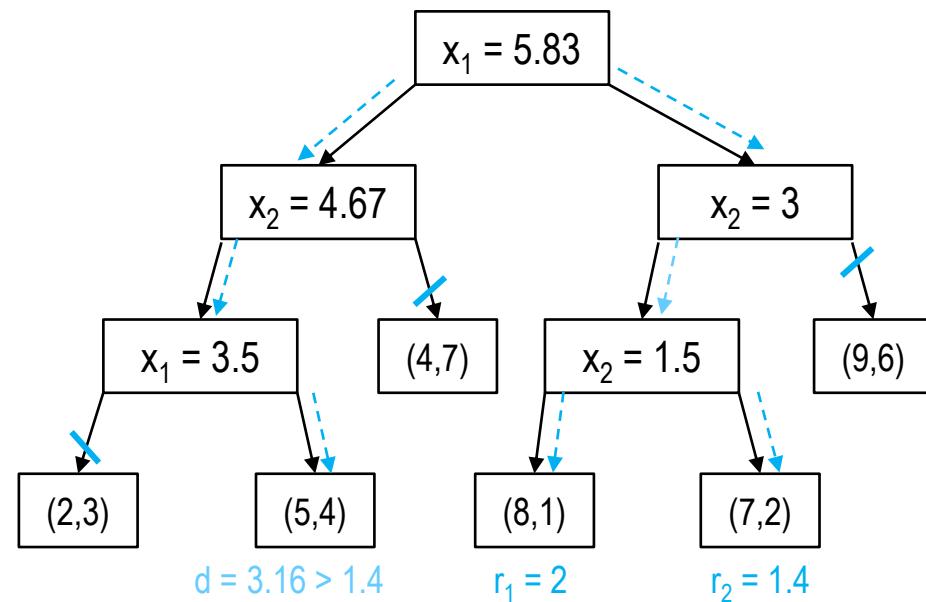 x₁ = 5.83
x₂ = 4.67
x₂ = 3
x₁ = 3.5
(4,7)
x₂ = 1.5
(9,6)
(2,3)
(5,4)
(8,1)
(7,2)
d = 3.16 > 1.4
r₁ = 2
r₂ = 1.4